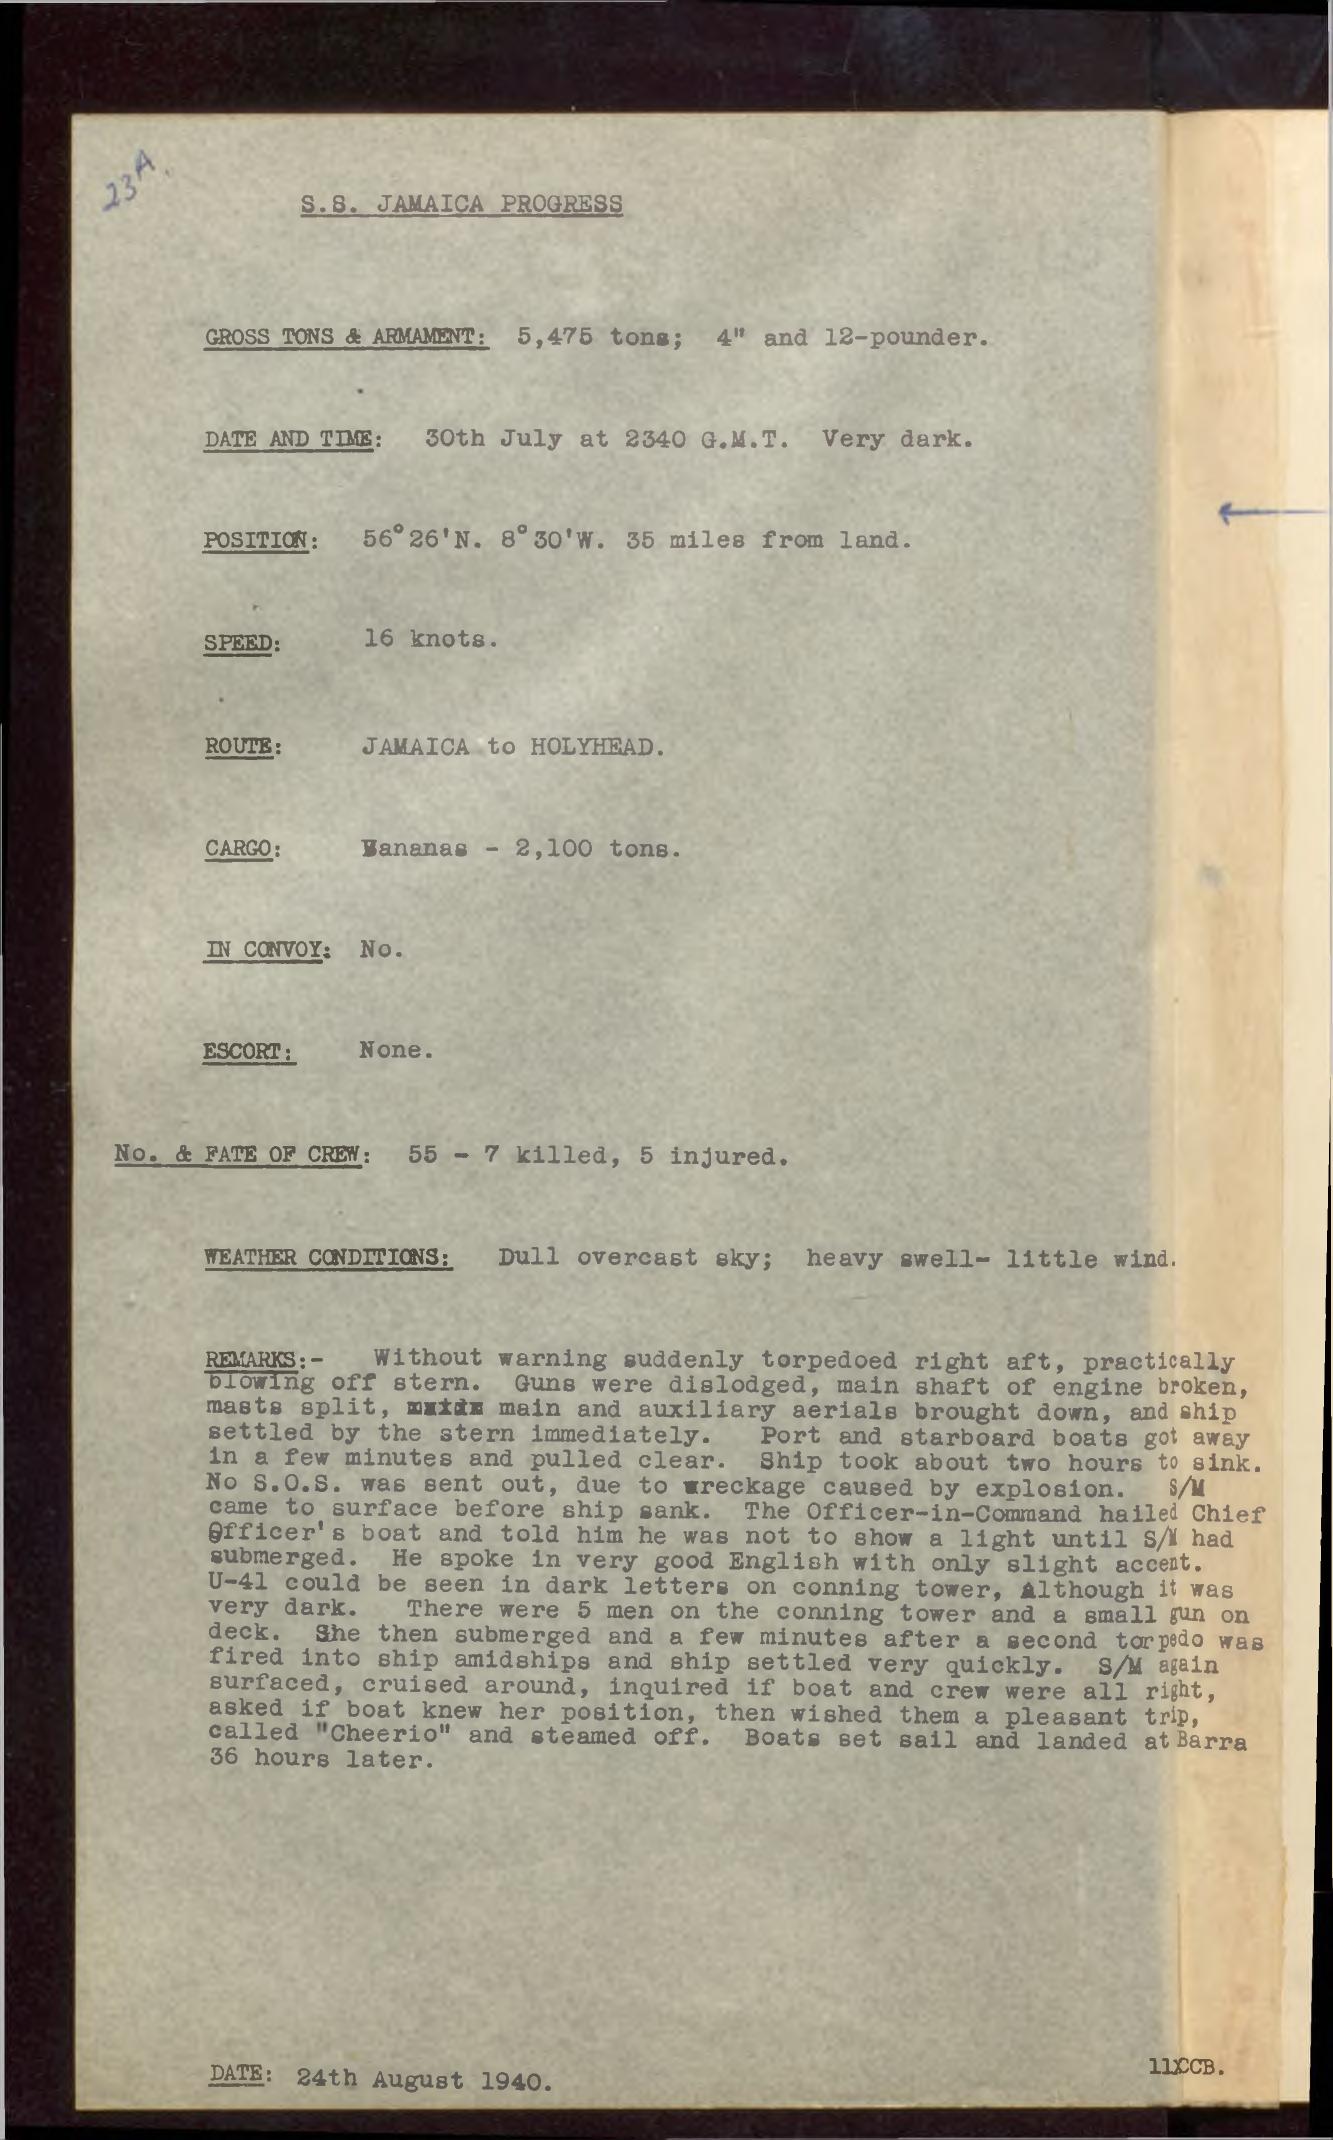 23A.
S.S. JAMAICA PROGRESS
GROSS TONS & ARMAMENT: 5,475 tons; 4" and 12-pounder.
DATE AND TIME: 30th July at 2340 G.M.T. Very dark.
POSITION: 56°26'N. 8°30'W. 35 miles from land.
SPEED: 16 knots.
ROUTE: JAMAICA to HOLYHEAD.
CARGO: Bananas - 2,100 tons.
IN CONVOY: No.
ESCORT: None.
No. & FATE OF CREW: 55 - 7 killed, 5 injured.
WEATHER CONDITIONS: Dull overcast sky; heavy swell- little wind.
REMARKS:- Without warning suddenly torpedoed right aft, practically
blowing off stern. Guns were dislodged, main shaft of engine broken,
masts split, main and auxiliary aerials brought down, and ship
settled by the stern immediately. Port and starboard boats got away
in a few minutes and pulled clear. Ship took about two hours to sink.
No S.O.S. was sent out, due to wreckage caused by explosion. S/M
came to surface before ship sank. The Officer-in-Command hailed Chief
Officer's boat and told him he was not to show a light until S/M had
submerged. He spoke in very good English with only slight accent.
U-41 could be seen in dark letters on conning tower, Although it was
very dark. There were 5 men on the conning tower and a small gun on
deck. She then submerged and a few minutes after a second torpedo was
fired into ship amidships and ship settled very quickly. S/M again
surfaced, cruised around, inquired if boat and crew were all right,
asked if boat knew her position, then wished them a pleasant trip,
called "Cheerio" and steamed off. Boats set sail and landed at Barra
36 hours later.
DATE: 24th August 1940.